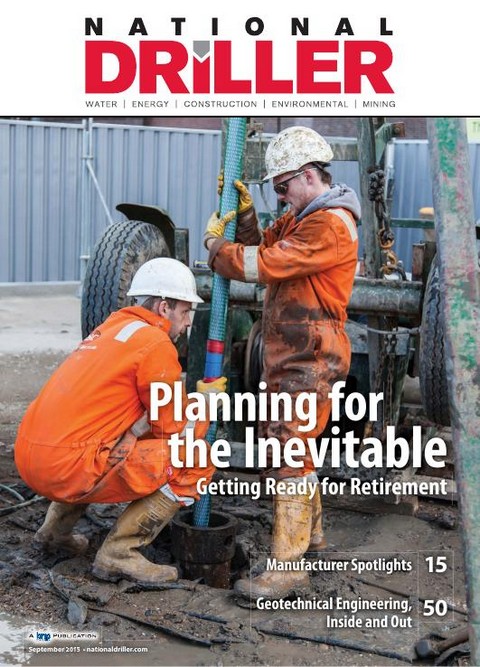 NATIONAL
DRILLER
WATER | ENERGY | CONSTRUCTION | ENVIRONMENTAL | MINING
Planning for
the Inevitable
Getting Ready for Retirement
Manufacturer Spotlights 15
Geotechnical Engineering, 50
Inside and Out
A bnp PUBLICATION
September 2015 • nationaldriller.com